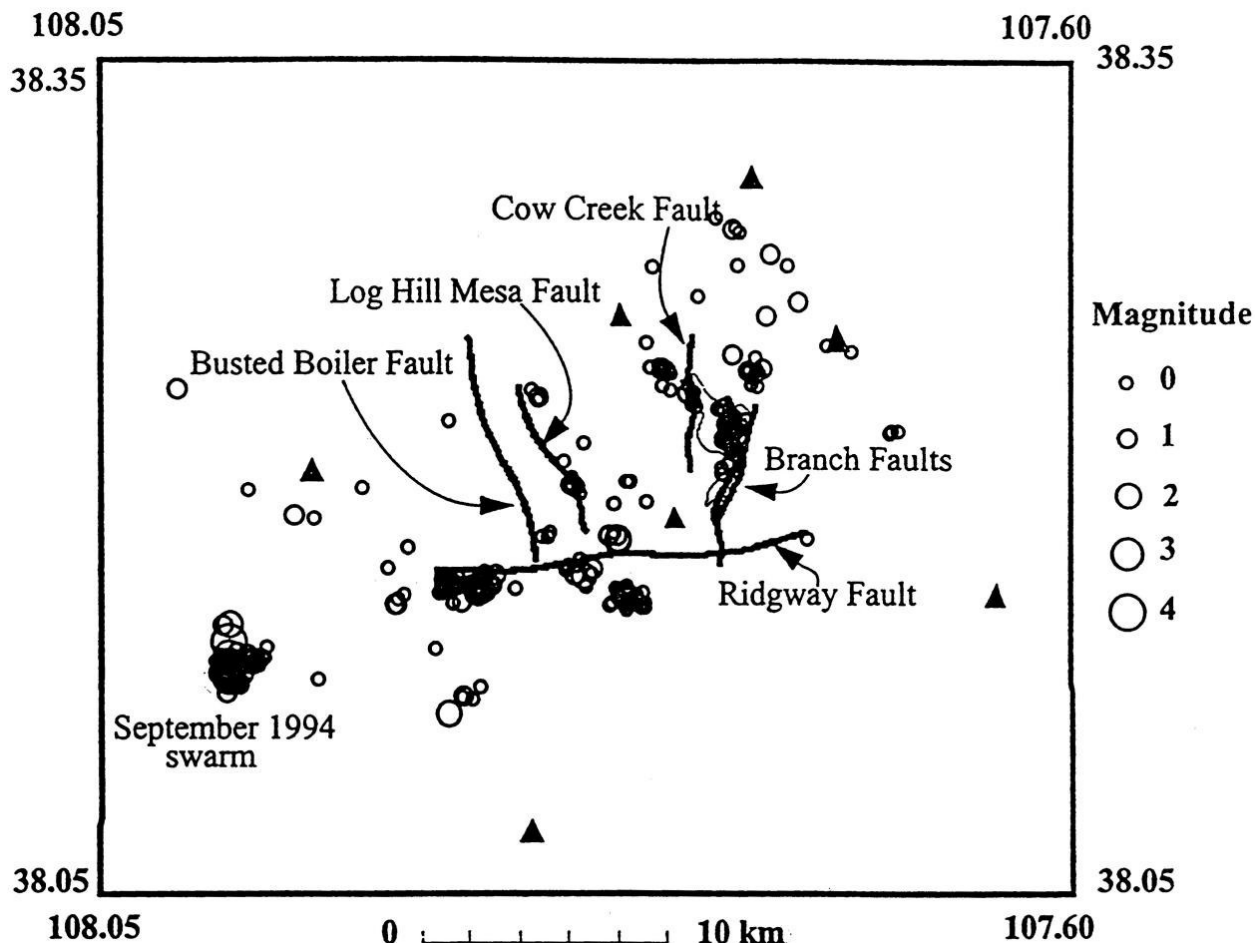 108.05 107.60
38.35 38.35
Cow Creek Fault
Log Hill Mesa Fault
Busted Boiler Fault
Magnitude
0
1
2
3
4
Branch Faults
Ridgway Fault
September 1994
swarm
38.05 38.05
108.05 0 10 km 107.60